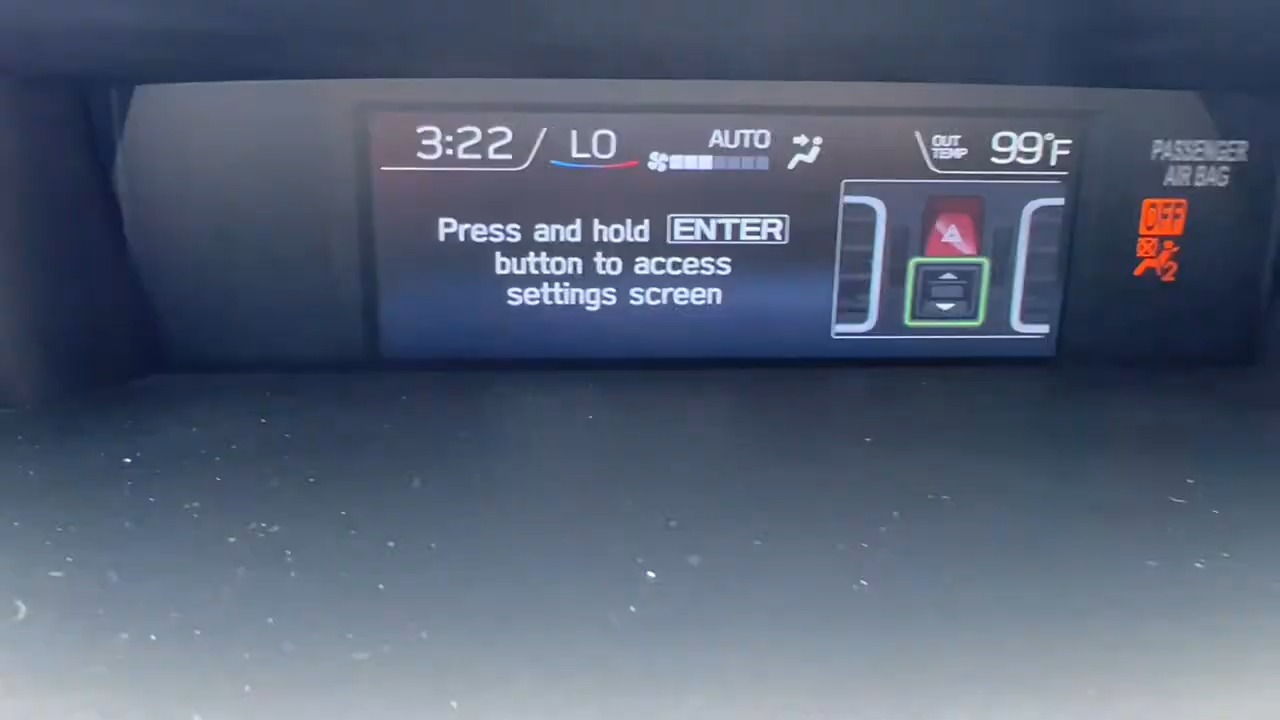 3:22 LO AUTO OUT TEMP 99°F
Press and hold ENTER
button to access
settings screen
PASSENGER
AIR BAG
OFF
2